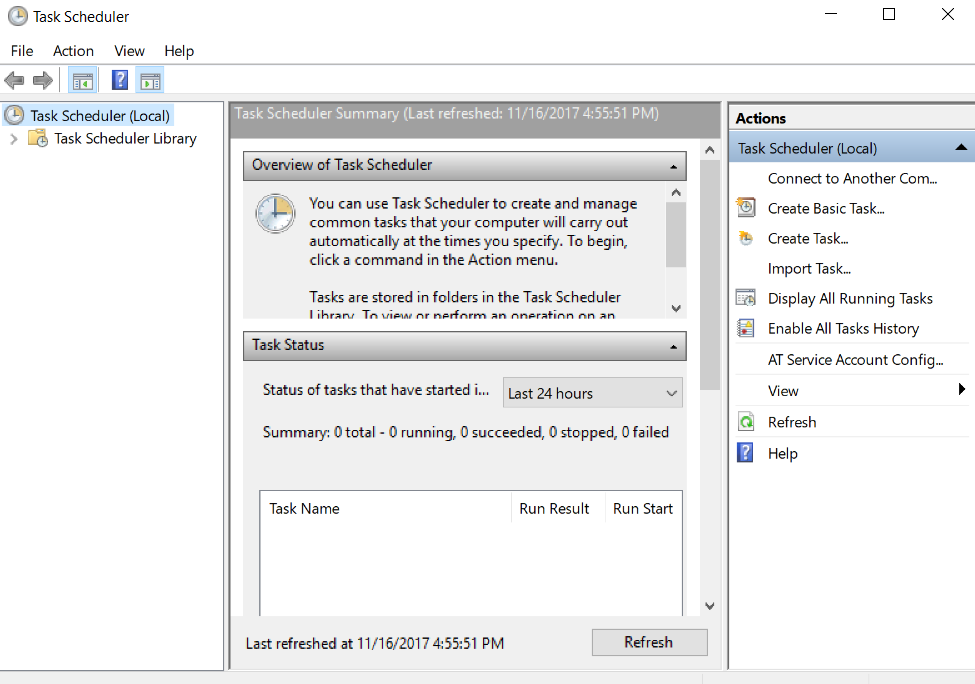 Task Scheduler
File Action View Help
Task Scheduler (Local)
Task Scheduler Library
Task Scheduler Summary (Last refreshed: 11/16/2017 4:55:51 PM)
Overview of Task Scheduler
You can use Task Scheduler to create and manage
common tasks that your computer will carry out
automatically at the times you specify. To begin,
click a command in the Action menu.
Tasks are stored in folders in the Task Scheduler
Library. To view or perform an operation on an
Task Status
Status of tasks that have started i... Last 24 hours
Summary: 0 total - 0 running, 0 succeeded, 0 stopped, 0 failed
Task Name Run Result Run Start
Last refreshed at 11/16/2017 4:55:51 PM Refresh
Actions
Task Scheduler (Local)
Connect to Another Com...
Create Basic Task...
Create Task...
Import Task...
Display All Running Tasks
Enable All Tasks History
AT Service Account Config...
View
Refresh
Help